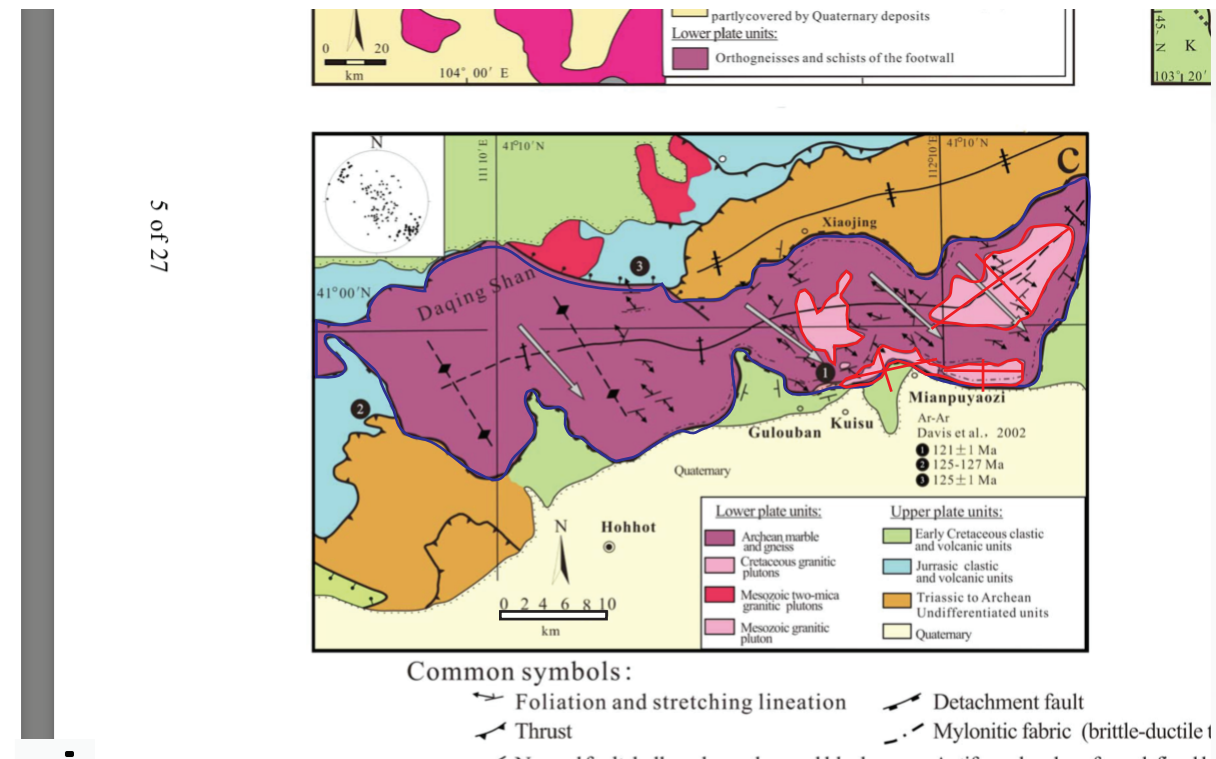 partlycovered by Quaternary deposits
Lower plate units:
Orthogneisses and schists of the footwall
0 20
km
104° 00′ E
45. N
K
103° 20′
5 of 27
N
111 10′E
41°10′N
112°10′E
41°10′N
C
Xiaojing
3
41°00′N
Daqing Shan
1
2
Mianpuyaozi
Gulouban
Kuisu
Ar-Ar
Davis et al., 2002
1 121±1 Ma
2 125-127 Ma
3 125±1 Ma
Quaternary
N
Hohhot
0 2 4 6 8 10
km
Lower plate units:
Archean marble
and gneiss
Cretaceous granitic
plutons
Mesozoic two-mica
granitic plutons
Mesozoic granitic
pluton
Upper plate units:
Early Cretaceous clastic
and volcanic units
Jurrasic clastic
and volcanic units
Triassic to Archean
Undifferentiated units
Quaternary
Common symbols:
Foliation and stretching lineation
Detachment fault
Thrust
Mylonitic fabric (brittle-ductile t